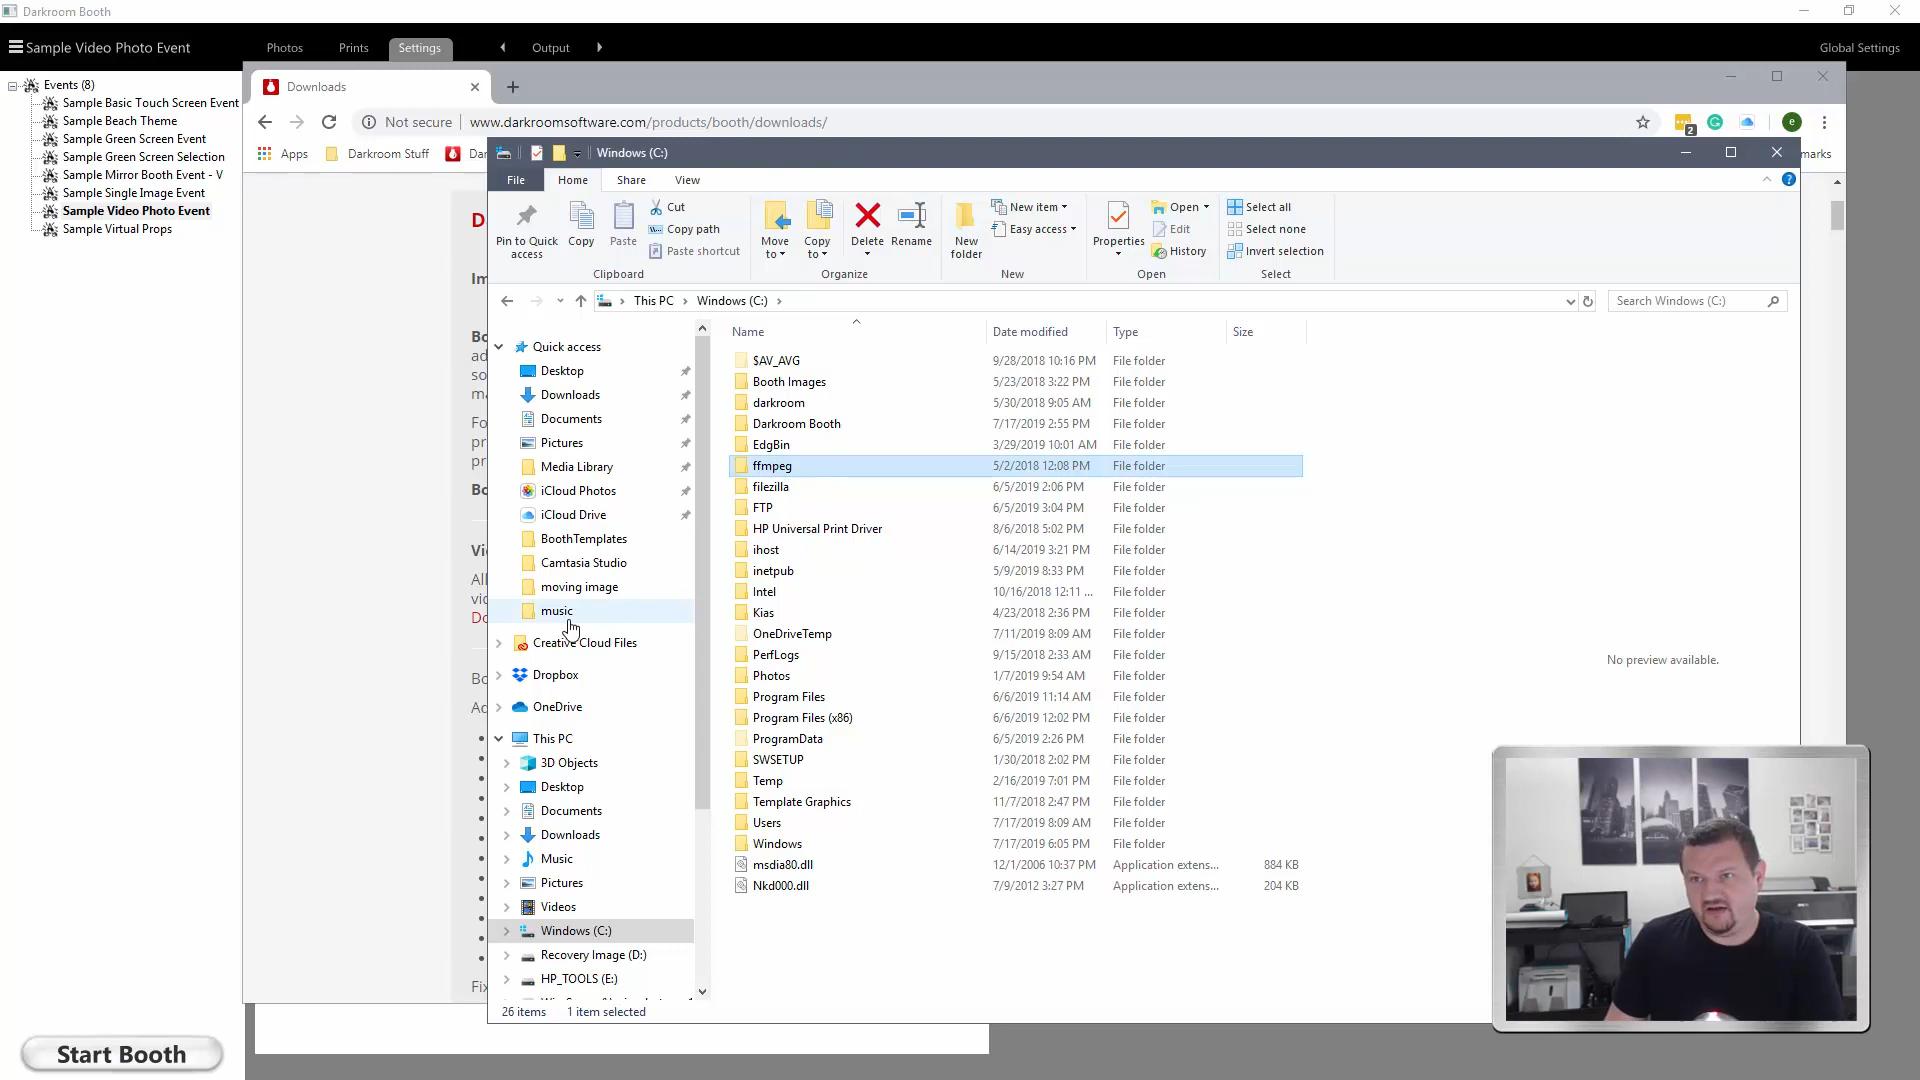 Darkroom Booth
Sample Video Photo Event
Photos Prints Settings Output Global Settings
Events (8)
Sample Basic Touch Screen Event
Sample Beach Theme
Sample Green Screen Event
Sample Green Screen Selection
Sample Mirror Booth Event - V
Sample Single Image Event
Sample Video Photo Event
Sample Virtual Props
Start Booth
Downloads
Not secure www.darkroomsoftware.com/products/booth/downloads/
2
e
Apps Darkroom Stuff Da marks
D
Im
Bo
ad
so
ma
Fo
pr
pr
Bo
Vi
All
vic
Do
Bo
Ad
Fix
Windows (C:)
File Home Share View
Pin to Quick access
Copy
Paste
Cut
Copy path
Paste shortcut
Clipboard
Move to
Copy to
Delete
Rename
Organize
New folder
New item
Easy access
New
Properties
Open
Edit
History
Open
Select all
Select none
Invert selection
Select
This PC Windows (C:)
Search Windows (C:)
Quick access
Desktop
Downloads
Documents
Pictures
Media Library
iCloud Photos
iCloud Drive
BoothTemplates
Camtasia Studio
moving image
music
Creative Cloud Files
Dropbox
OneDrive
This PC
3D Objects
Desktop
Documents
Downloads
Music
Pictures
Videos
Windows (C:)
Recovery Image (D:)
HP_TOOLS (E:)
Name Date modified Type Size
$AV_AVG 9/28/2018 10:16 PM File folder
Booth Images 5/23/2018 3:22 PM File folder
darkroom 5/30/2018 9:05 AM File folder
Darkroom Booth 7/17/2019 2:55 PM File folder
EdgBin 3/29/2019 10:01 AM File folder
ffmpeg 5/2/2018 12:08 PM File folder
filezilla 6/5/2019 2:06 PM File folder
FTP 6/5/2019 3:04 PM File folder
HP Universal Print Driver 8/6/2018 5:02 PM File folder
ihost 6/14/2019 3:21 PM File folder
inetpub 5/9/2019 8:33 PM File folder
Intel 10/16/2018 12:11 ... File folder
Kias 4/23/2018 2:36 PM File folder
OneDriveTemp 7/11/2019 8:09 AM File folder
PerfLogs 9/15/2018 2:33 AM File folder
Photos 1/7/2019 9:54 AM File folder
Program Files 6/6/2019 11:14 AM File folder
Program Files (x86) 6/6/2019 12:02 PM File folder
ProgramData 6/5/2019 2:26 PM File folder
SWSETUP 1/30/2018 2:02 PM File folder
Temp 2/16/2019 7:01 PM File folder
Template Graphics 11/7/2018 2:47 PM File folder
Users 7/17/2019 8:09 AM File folder
Windows 7/17/2019 6:05 PM File folder
msdia80.dll 12/1/2006 10:37 PM Application extens... 884 KB
Nkd000.dll 7/9/2012 3:27 PM Application extens... 204 KB
No preview available.
26 items 1 item selected